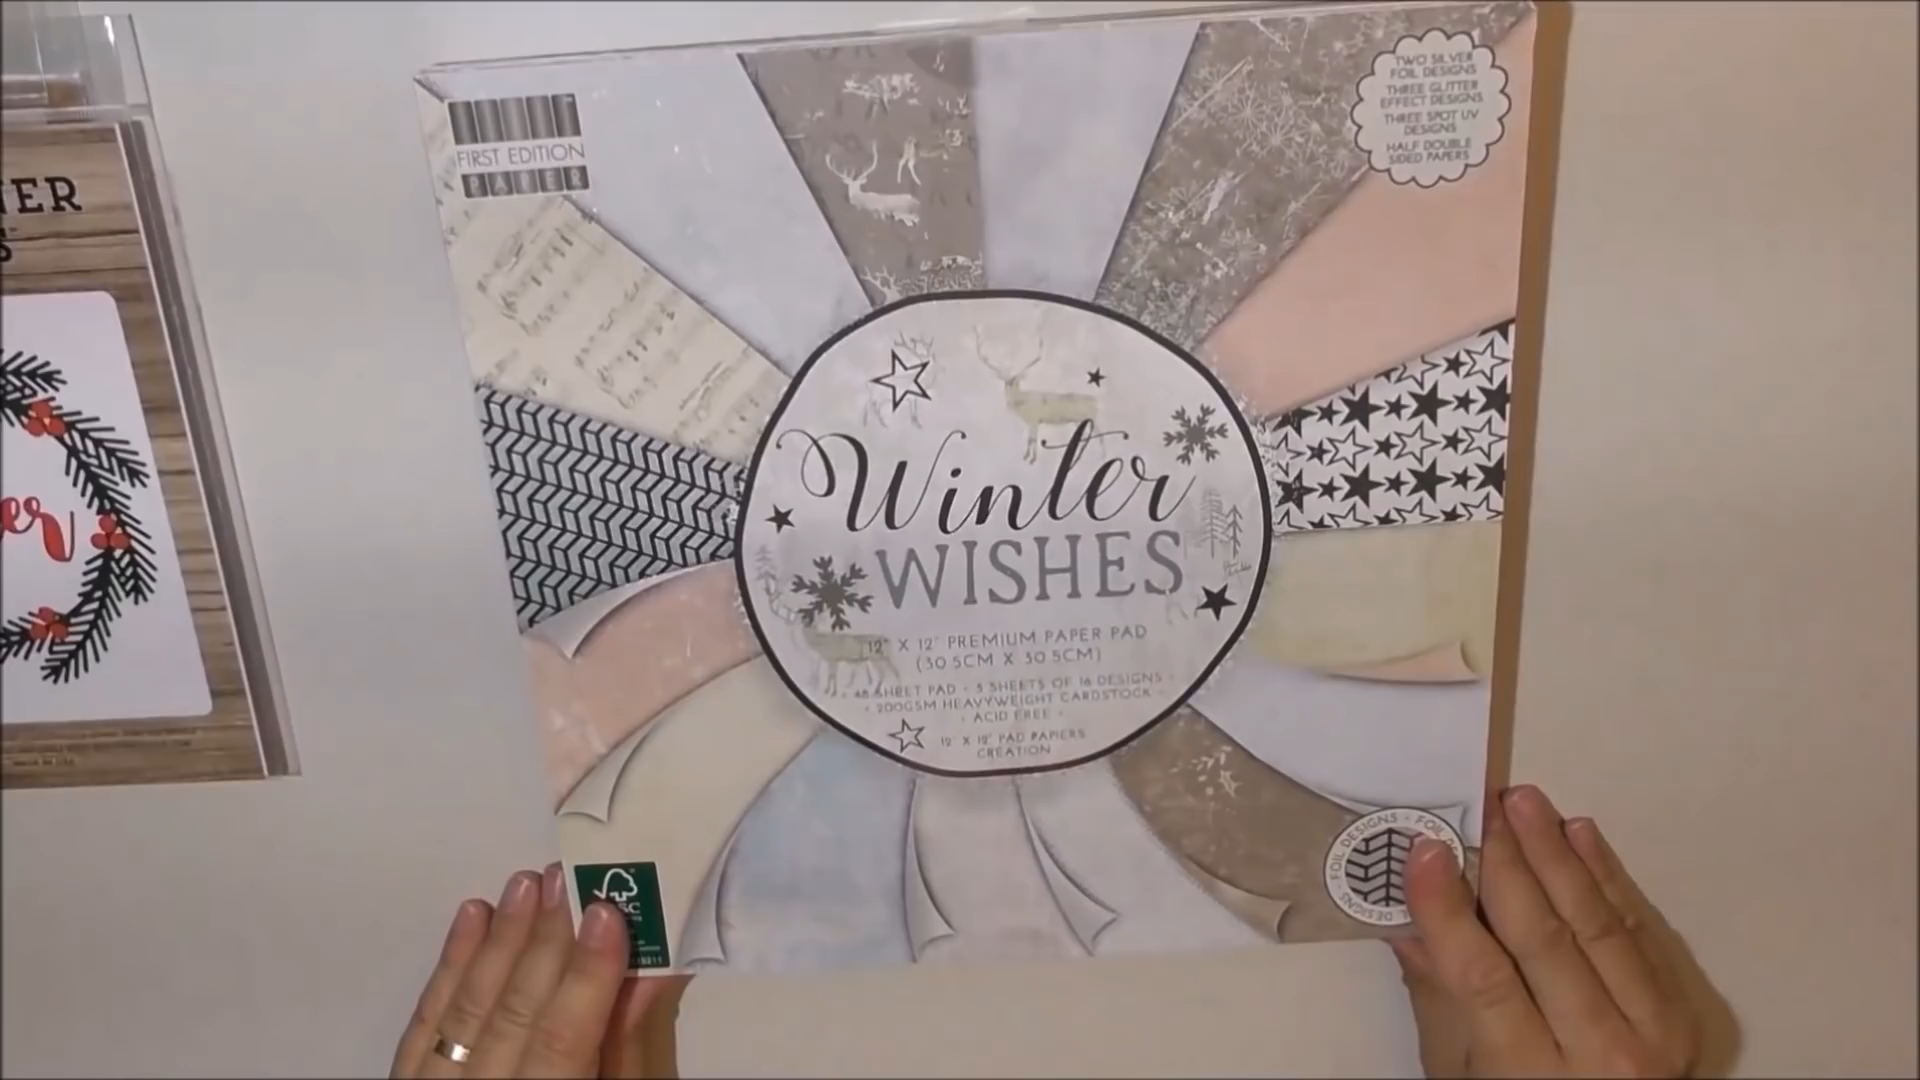 FIRST EDITION
PAPER
TWO SILVER
FOIL DESIGNS
THREE GLITTER
EFFECT DESIGNS
THREE SPOT UV
DESIGNS
HALF DOUBLE
SIDED PAPERS
Winter
WISHES
12" X 12" PREMIUM PAPER PAD
(30.5CM X 30.5CM)
48 SHEET PAD • 3 SHEETS OF 16 DESIGNS •
• 200GSM HEAVYWEIGHT CARDSTOCK •
• ACID FREE •
12" X 12" PAD PAPIERS
CREATION
FOIL DESIGNS • FOIL